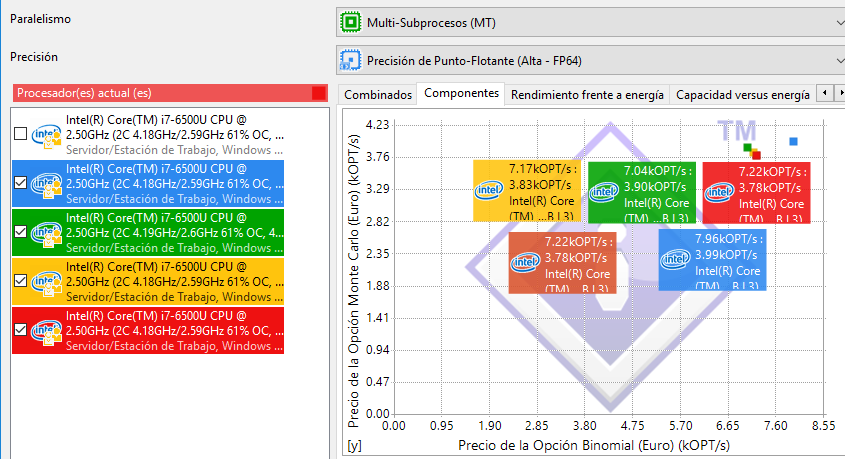 Paralelismo
Multi-Subprocesos (MT)
Precisión
Precisión de Punto-Flotante (Alta - FP64)
Procesador(es) actual (es)
Intel(R) Core(TM) i7-6500U CPU @
2.50GHz (2C 4.18GHz/2.59GHz 61% OC, ...
Servidor/Estación de Trabajo, Windows ...
Intel(R) Core(TM) i7-6500U CPU @
2.50GHz (2C 4.18GHz/2.59GHz 61% OC, ...
Servidor/Estación de Trabajo, Windows ...
Intel(R) Core(TM) i7-6500U CPU @
2.50GHz (2C 4.19GHz/2.6GHz 61% OC, 4...
Servidor/Estación de Trabajo, Windows ...
Intel(R) Core(TM) i7-6500U CPU @
2.50GHz (2C 4.18GHz/2.59GHz 61% OC, ...
Servidor/Estación de Trabajo, Windows ...
Intel(R) Core(TM) i7-6500U CPU @
2.50GHz (2C 4.18GHz/2.59GHz 61% OC, ...
Servidor/Estación de Trabajo, Windows ...
Combinados Componentes Rendimiento frente a energía Capacidad versus energía
Precio de la Opción Monte Carlo (Euro) (kOPT/s)
4.23
3.76
3.29
2.82
2.35
1.88
1.41
0.94
0.47
0.00
TM
7.17kOPT/s :
3.83kOPT/s
Intel(R) Core
(TM) ...B L3)
7.04kOPT/s :
3.90kOPT/s
Intel(R) Core
(TM) ...B L3)
7.22kOPT/s :
3.78kOPT/s
Intel(R) Core
(TM) ...B L3)
7.22kOPT/s :
3.78kOPT/s
Intel(R) Core
(TM) ...B L3)
7.96kOPT/s :
3.99kOPT/s
Intel(R) Core
(TM) ...B L3)
0.00 0.95 1.90 2.85 3.80 4.75 5.70 6.65 7.60 8.55
[y]
Precio de la Opción Binomial (Euro) (kOPT/s)